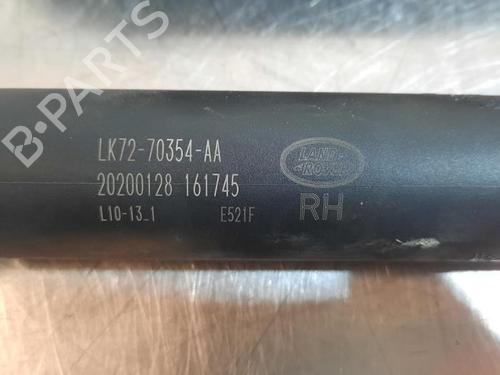 B-PARTS
LK72-70354-AA
LAND-
-ROVER
20200128 161745
RH
L10-13_1 E521F